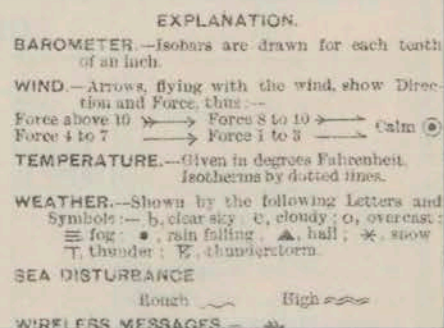 EXPLANATION.
BAROMETER.—Isobars are drawn for each tenth
of an inch.
WIND.—Arrows, flying with the wind, show Direc-
tion and Force, thus:—
Force above 10 Force 8 to 10
Force 4 to 7 Force 1 to 3 Calm
TEMPERATURE.—Given in degrees Fahrenheit.
Isotherms by dotted lines.
WEATHER.—Shown by the following Letters and
Symbols:— b, clear sky; c, cloudy; o, overcast;
fog; rain falling; hail; snow
thunder; thunderstorm.
SEA DISTURBANCE
Rough High
WIRELESS MESSAGES —